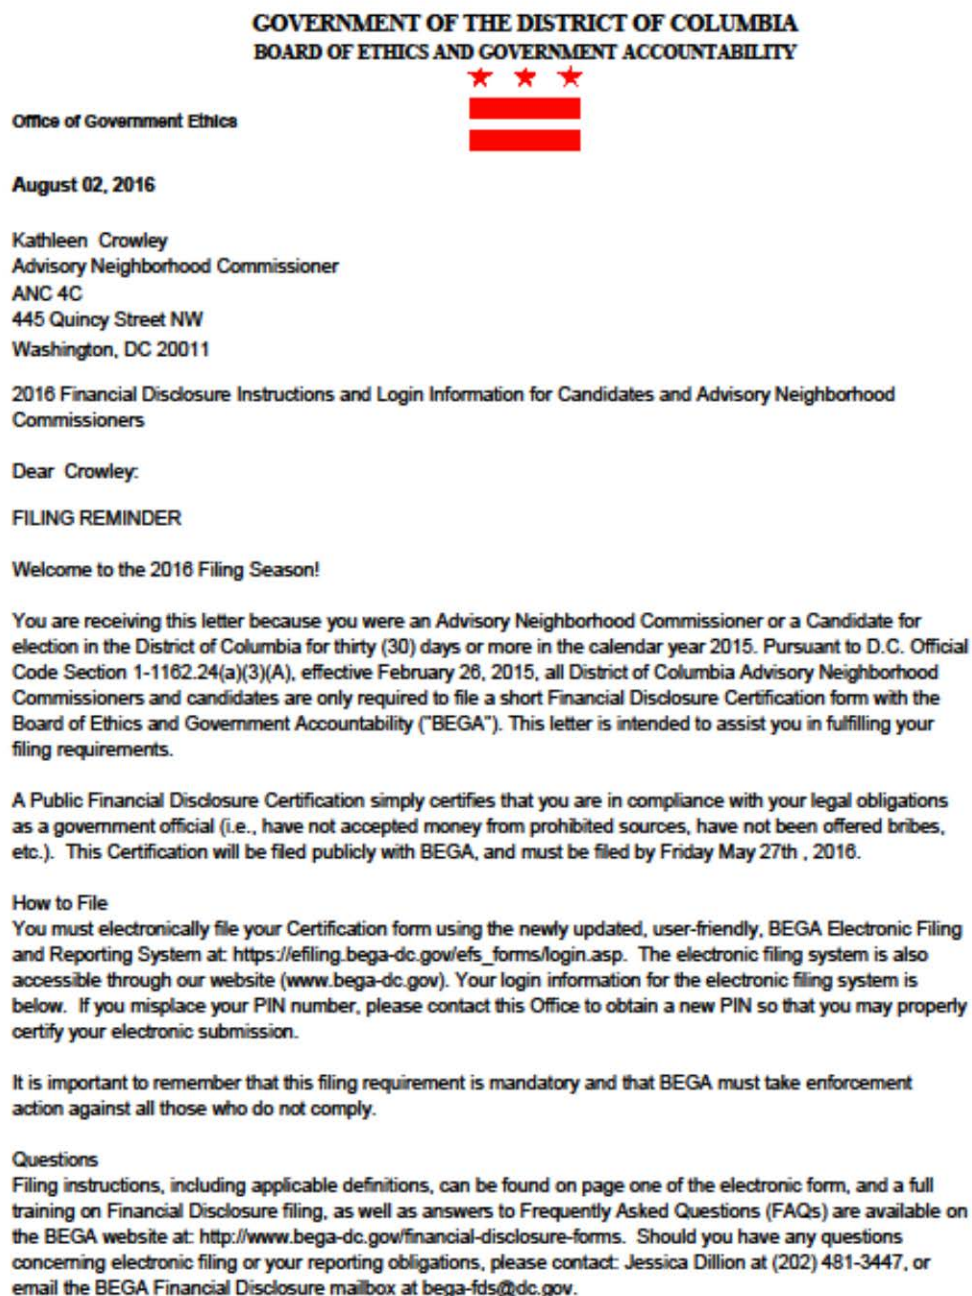 GOVERNMENT OF THE DISTRICT OF COLUMBIA
BOARD OF ETHICS AND GOVERNMENT ACCOUNTABILITY
Office of Government Ethics
August 02, 2016
Kathleen  Crowley
Advisory Neighborhood Commissioner
ANC 4C
445 Quincy Street NW
Washington, DC 20011
2016 Financial Disclosure Instructions and Login Information for Candidates and Advisory Neighborhood
Commissioners
Dear  Crowley:
FILING REMINDER
Welcome to the 2016 Filing Season!
You are receiving this letter because you were an Advisory Neighborhood Commissioner or a Candidate for
election in the District of Columbia for thirty (30) days or more in the calendar year 2015. Pursuant to D.C. Official
Code Section 1-1162.24(a)(3)(A), effective February 26, 2015, all District of Columbia Advisory Neighborhood
Commissioners and candidates are only required to file a short Financial Disclosure Certification form with the
Board of Ethics and Government Accountability ("BEGA"). This letter is intended to assist you in fulfilling your
filing requirements.
A Public Financial Disclosure Certification simply certifies that you are in compliance with your legal obligations
as a government official (i.e., have not accepted money from prohibited sources, have not been offered bribes,
etc.).  This Certification will be filed publicly with BEGA, and must be filed by Friday May 27th , 2016.
How to File
You must electronically file your Certification form using the newly updated, user-friendly, BEGA Electronic Filing
and Reporting System at: https://efiling.bega-dc.gov/efs_forms/login.asp.  The electronic filing system is also
accessible through our website (www.bega-dc.gov). Your login information for the electronic filing system is
below.  If you misplace your PIN number, please contact this Office to obtain a new PIN so that you may properly
certify your electronic submission.
It is important to remember that this filing requirement is mandatory and that BEGA must take enforcement
action against all those who do not comply.
Questions
Filing instructions, including applicable definitions, can be found on page one of the electronic form, and a full
training on Financial Disclosure filing, as well as answers to Frequently Asked Questions (FAQs) are available on
the BEGA website at: http://www.bega-dc.gov/financial-disclosure-forms.  Should you have any questions
concerning electronic filing or your reporting obligations, please contact: Jessica Dillion at (202) 481-3447, or
email the BEGA Financial Disclosure mailbox at bega-fds@dc.gov.